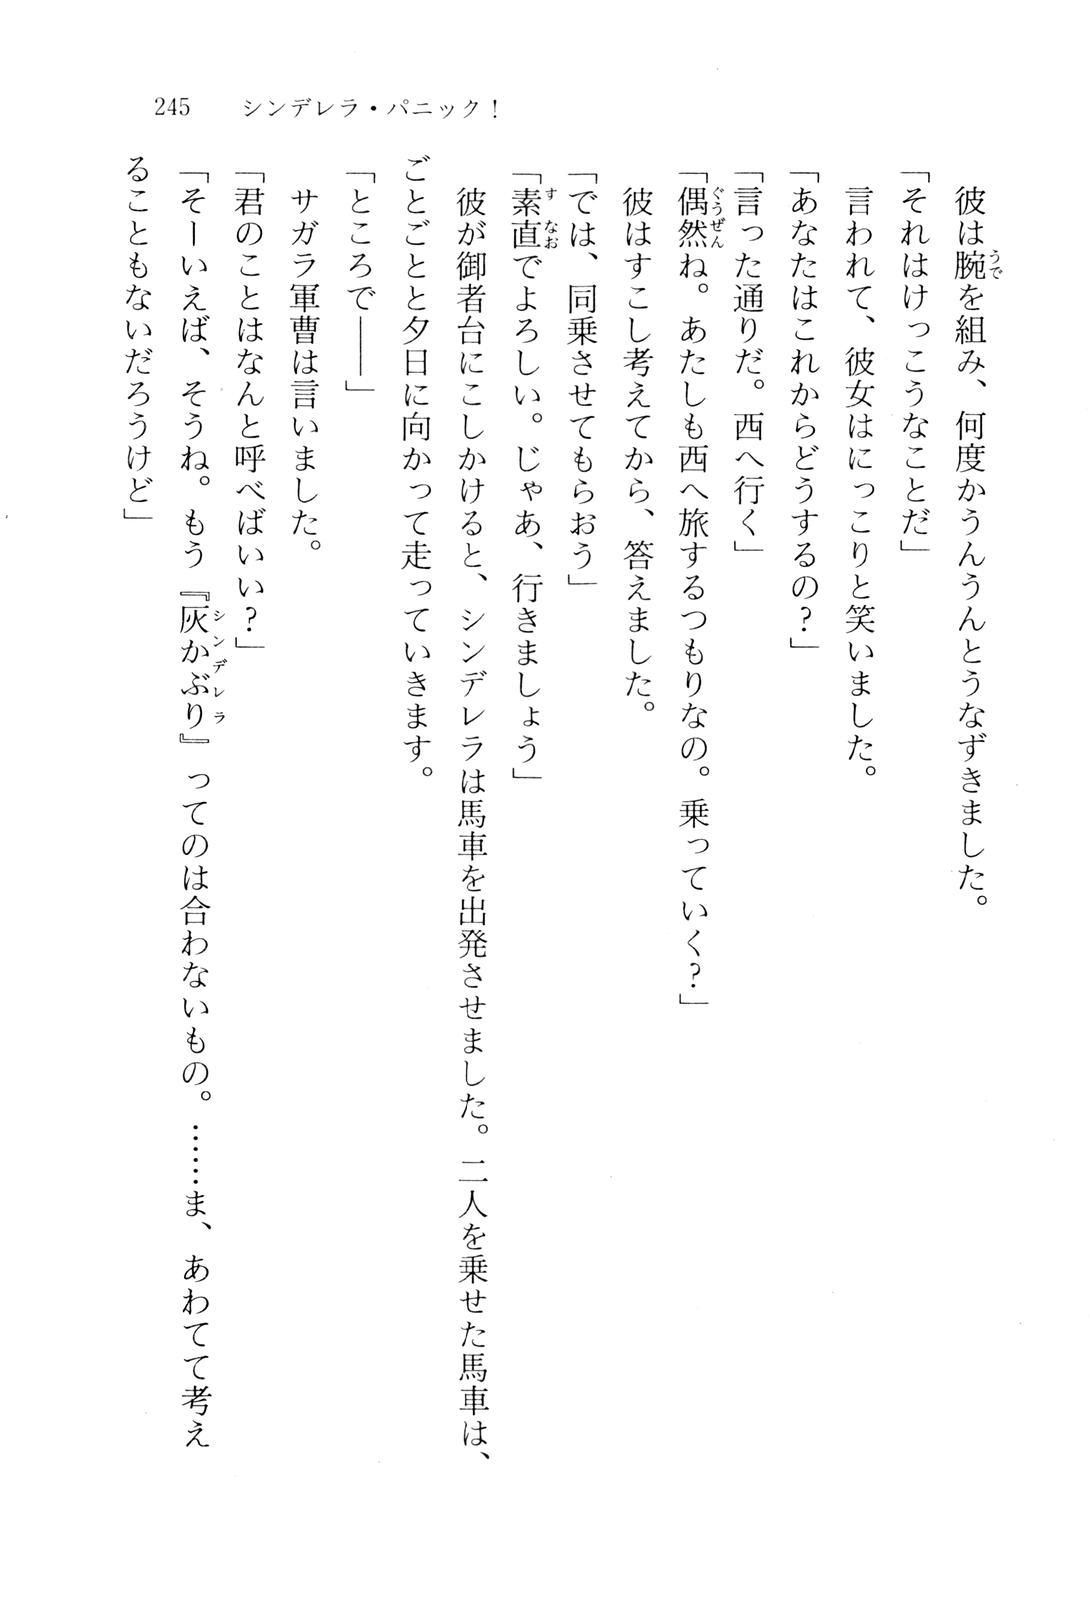 245　シンデレラ・パニック！
　彼は腕を組み、何度かうんうんとうなずきました。
「それはけっこうなことだ」
　言われて、彼女はにっこりと笑いました。
「あなたはこれからどうするの？」
「言った通りだ。西へ行く」
「偶然ね。あたしも西へ旅するつもりなの。乗っていく？」
　彼はすこし考えてから、答えました。
「では、同乗させてもらおう」
「素直でよろしい。じゃあ、行きましょう」
　彼が御者台にこしかけると、シンデレラは馬車を出発させました。二人を乗せた馬車は、
ごとごとと夕日に向かって走っていきます。
「ところで――」
　サガラ軍曹は言いました。
「君のことはなんと呼べばいい？」
「そーいえば、そうね。もう『灰かぶり』ってのは合わないもの。……ま、あわてて考え
ることもないだろうけど」
うで
ぐうぜん
すなお
シンデレラ